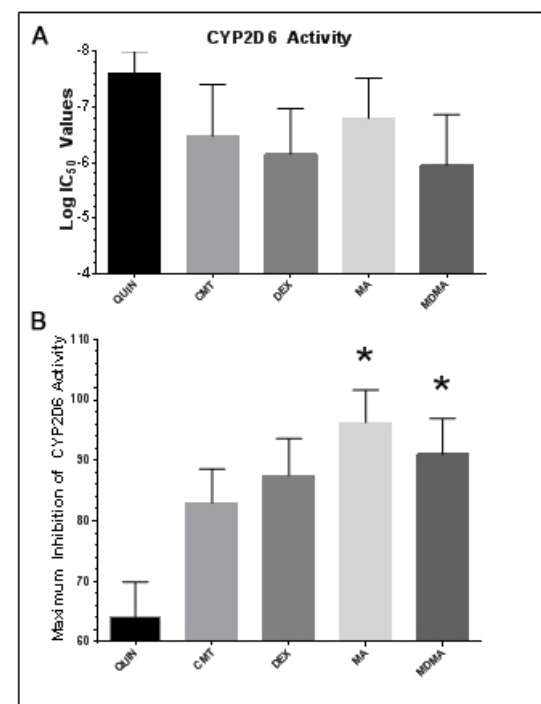 A
CYP2D6 Activity
Log IC50 Values
-8
-7
-6
-5
-4
QUIN
CMT
DEX
MA
MDMA
B
Maximum Inhibition of CYP2D6 Activity
110
100
90
80
70
60
*
*
QUIN
CMT
DEX
MA
MDMA